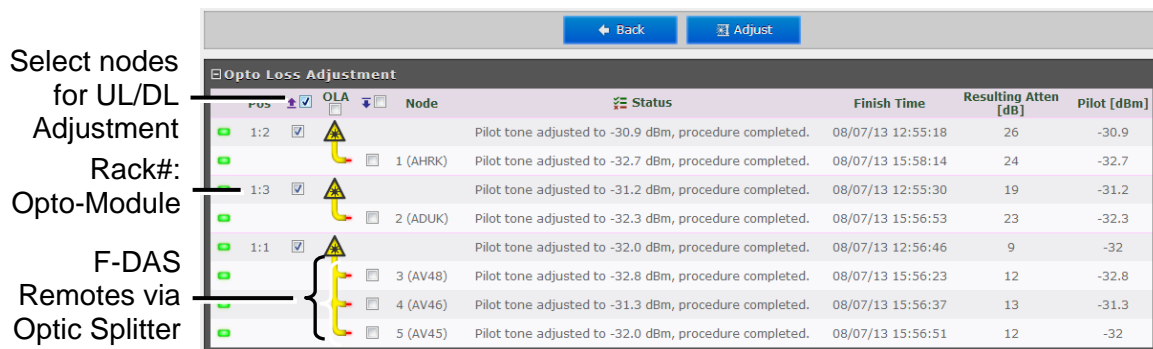 Back
Adjust
Opto Loss Adjustment
Select nodes
for UL/DL
Adjustment
Rack#:
Opto-Module
F-DAS
Remotes via
Optic Splitter
Pos OLA Node Status Finish Time Resulting Atten [dB] Pilot [dBm]
1:2 Pilot tone adjusted to -30.9 dBm, procedure completed. 08/07/13 12:55:18 26 -30.9
1 (AHRK) Pilot tone adjusted to -32.7 dBm, procedure completed. 08/07/13 15:58:14 24 -32.7
1:3 Pilot tone adjusted to -31.2 dBm, procedure completed. 08/07/13 12:55:30 19 -31.2
2 (ADUK) Pilot tone adjusted to -32.3 dBm, procedure completed. 08/07/13 15:56:53 23 -32.3
1:1 Pilot tone adjusted to -32.0 dBm, procedure completed. 08/07/13 12:56:46 9 -32
3 (AV48) Pilot tone adjusted to -32.8 dBm, procedure completed. 08/07/13 15:56:23 12 -32.8
4 (AV46) Pilot tone adjusted to -31.3 dBm, procedure completed. 08/07/13 15:56:37 13 -31.3
5 (AV45) Pilot tone adjusted to -32.0 dBm, procedure completed. 08/07/13 15:56:51 12 -32